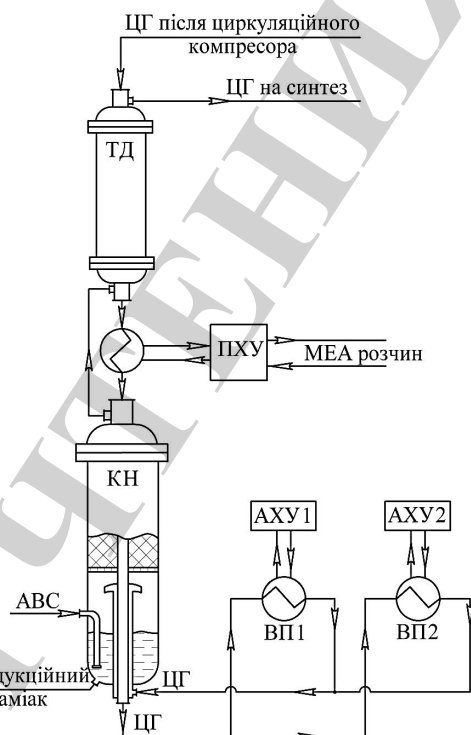 ЦГ після циркуляційного
компресора
ЦГ на синтез
ТД
ПХУ
МЕА розчин
КН
АХУ1
АХУ2
АВС
ВП1
ВП2
ЦГ
ЦГ